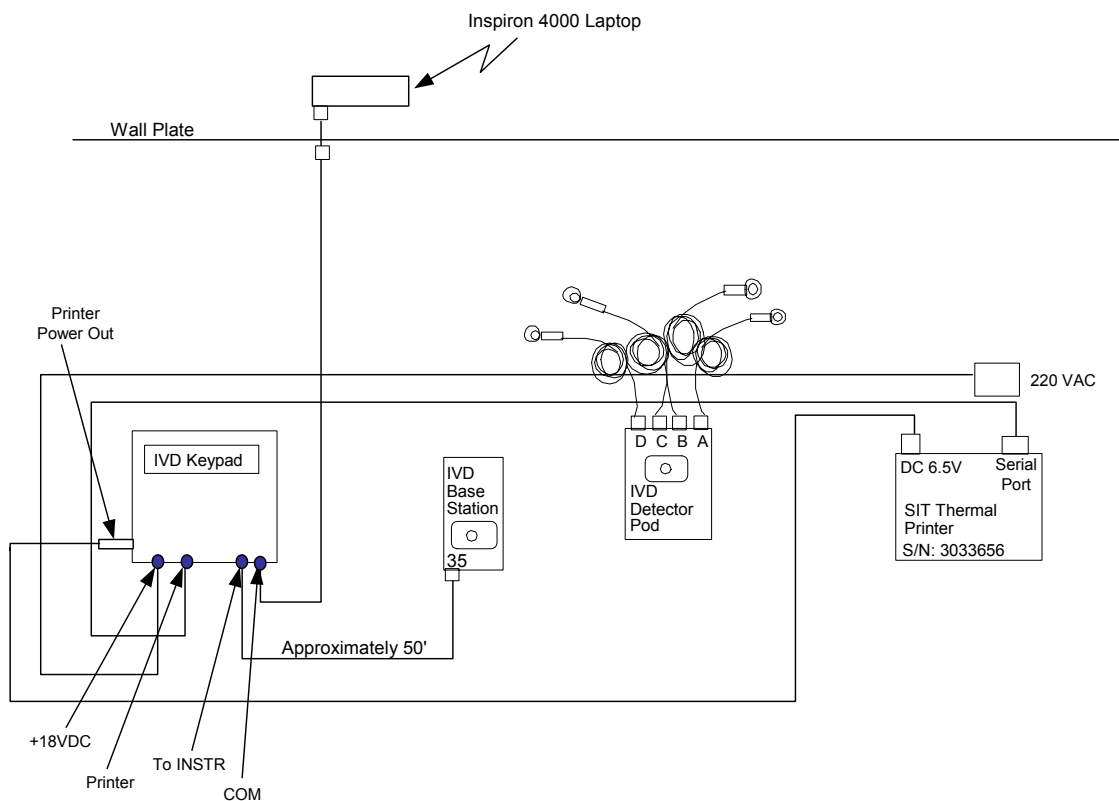 Inspiron 4000 Laptop
Wall Plate
Printer
Power Out
220 VAC
D C B A
IVD Keypad
IVD
Base
Station
35
IVD
Detector
Pod
DC 6.5V
Serial
Port
SIT Thermal
Printer
S/N: 3033656
Approximately 50'
+18VDC
Printer
To INSTR
COM